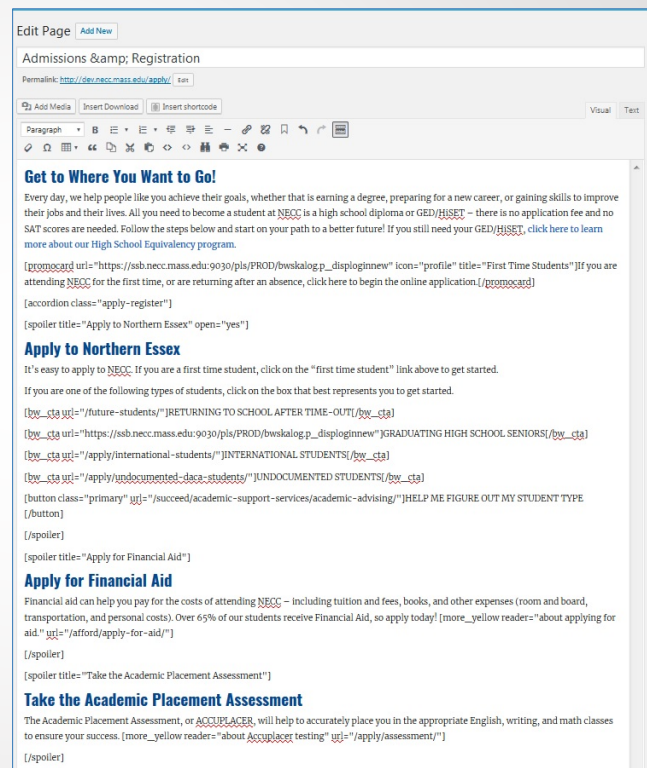 Edit Page Add New
Admissions &amp; Registration
Permalink: http://dev.necc.mass.edu/apply/ Edit
Add Media Insert Download Insert shortcode
Visual Text
Paragraph
Get to Where You Want to Go!
Every day, we help people like you achieve their goals, whether that is earning a degree, preparing for a new career, or gaining skills to improve
their jobs and their lives. All you need to become a student at NECC is a high school diploma or GED/HiSET – there is no application fee and no
SAT scores are needed. Follow the steps below and start on your path to a better future! If you still need your GED/HiSET, click here to learn
more about our High School Equivalency program.
[promocard url="https://ssb.necc.mass.edu:9030/pls/PROD/bwskalog.p_disploginnew" icon="profile" title="First Time Students"]If you are
attending NECC for the first time, or are returning after an absence, click here to begin the online application.[/promocard]
[accordion class="apply-register"]
[spoiler title="Apply to Northern Essex" open="yes"]
Apply to Northern Essex
It's easy to apply to NECC. If you are a first time student, click on the “first time student” link above to get started.
If you are one of the following types of students, click on the box that best represents you to get started.
[bw_cta url="/future-students/"]RETURNING TO SCHOOL AFTER TIME-OUT[/bw_cta]
[bw_cta url="https://ssb.necc.mass.edu:9030/pls/PROD/bwskalog.p_disploginnew"]GRADUATING HIGH SCHOOL SENIORS[/bw_cta]
[bw_cta url="/apply/international-students/"]INTERNATIONAL STUDENTS[/bw_cta]
[bw_cta url="/apply/undocumented-daca-students/"]UNDOCUMENTED STUDENTS[/bw_cta]
[button class="primary" url="/succeed/academic-support-services/academic-advising/"]HELP ME FIGURE OUT MY STUDENT TYPE
[/button]
[/spoiler]
[spoiler title="Apply for Financial Aid"]
Apply for Financial Aid
Financial aid can help you pay for the costs of attending NECC – including tuition and fees, books, and other expenses (room and board,
transportation, and personal costs). Over 65% of our students receive Financial Aid, so apply today! [more_yellow reader="about applying for
aid." url="/afford/apply-for-aid/"]
[/spoiler]
[spoiler title="Take the Academic Placement Assessment"]
Take the Academic Placement Assessment
The Academic Placement Assessment, or ACCUPLACER, will help to accurately place you in the appropriate English, writing, and math classes
to ensure your success. [more_yellow reader="about Accuplacer testing" url="/apply/assessment/"]
[/spoiler]